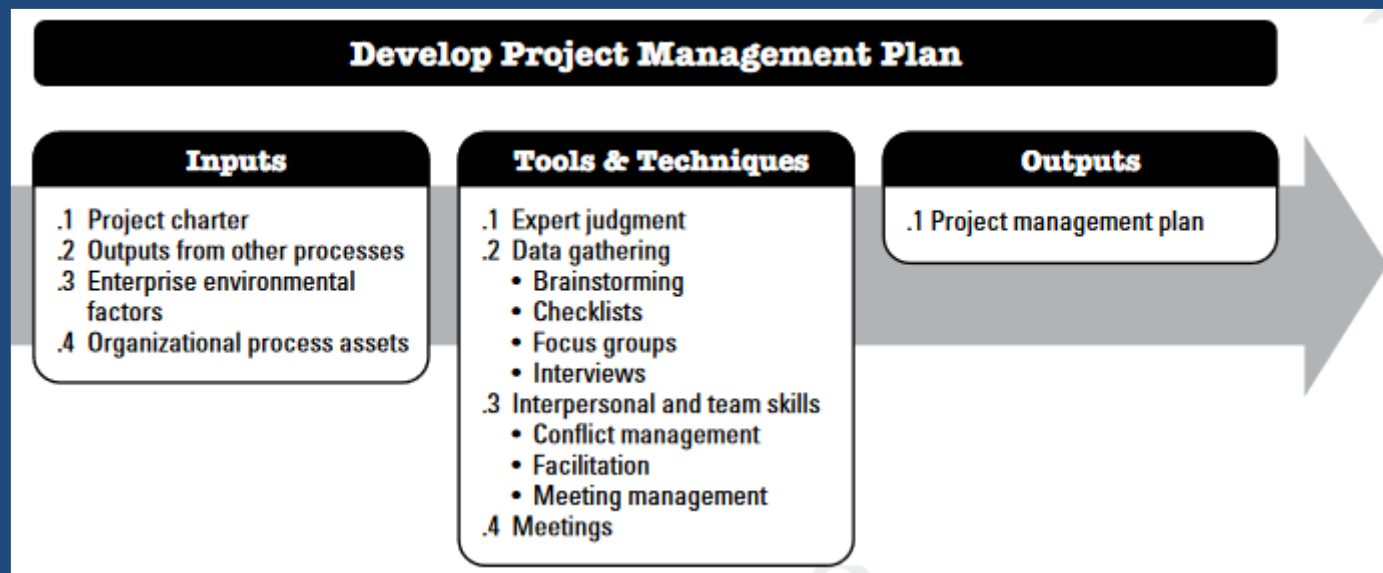 Develop Project Management Plan
Inputs
.1 Project charter
.2 Outputs from other processes
.3 Enterprise environmental
factors
.4 Organizational process assets
Tools & Techniques
.1 Expert judgment
.2 Data gathering
• Brainstorming
• Checklists
• Focus groups
• Interviews
.3 Interpersonal and team skills
• Conflict management
• Facilitation
• Meeting management
.4 Meetings
Outputs
.1 Project management plan